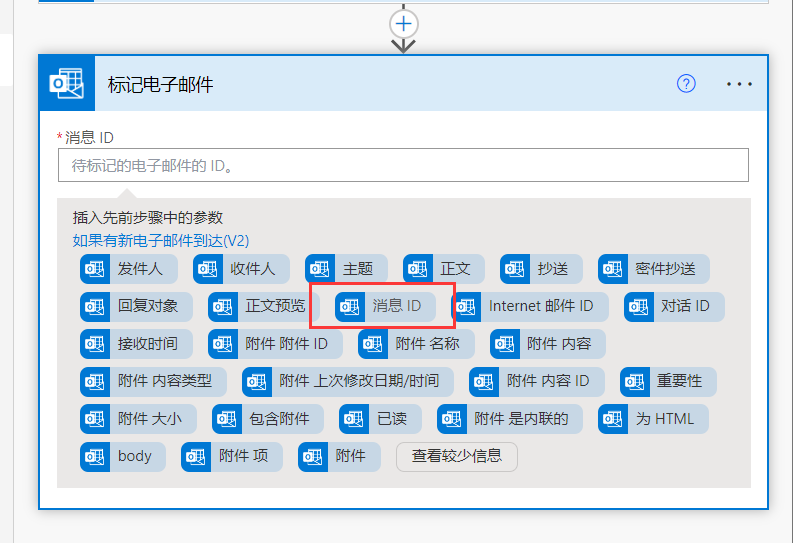 标记电子邮件
* 消息 ID
待标记的电子邮件的 ID。
插入先前步骤中的参数
如果有新电子邮件到达(V2)
发件人 收件人 主题 正文 抄送 密件抄送
回复对象 正文预览 消息 ID Internet 邮件 ID 对话 ID
接收时间 附件 附件 ID 附件 名称 附件 内容
附件 内容类型 附件 上次修改日期/时间 附件 内容 ID 重要性
附件 大小 包含附件 已读 附件 是内联的 为 HTML
body 附件 项 附件 查看较少信息